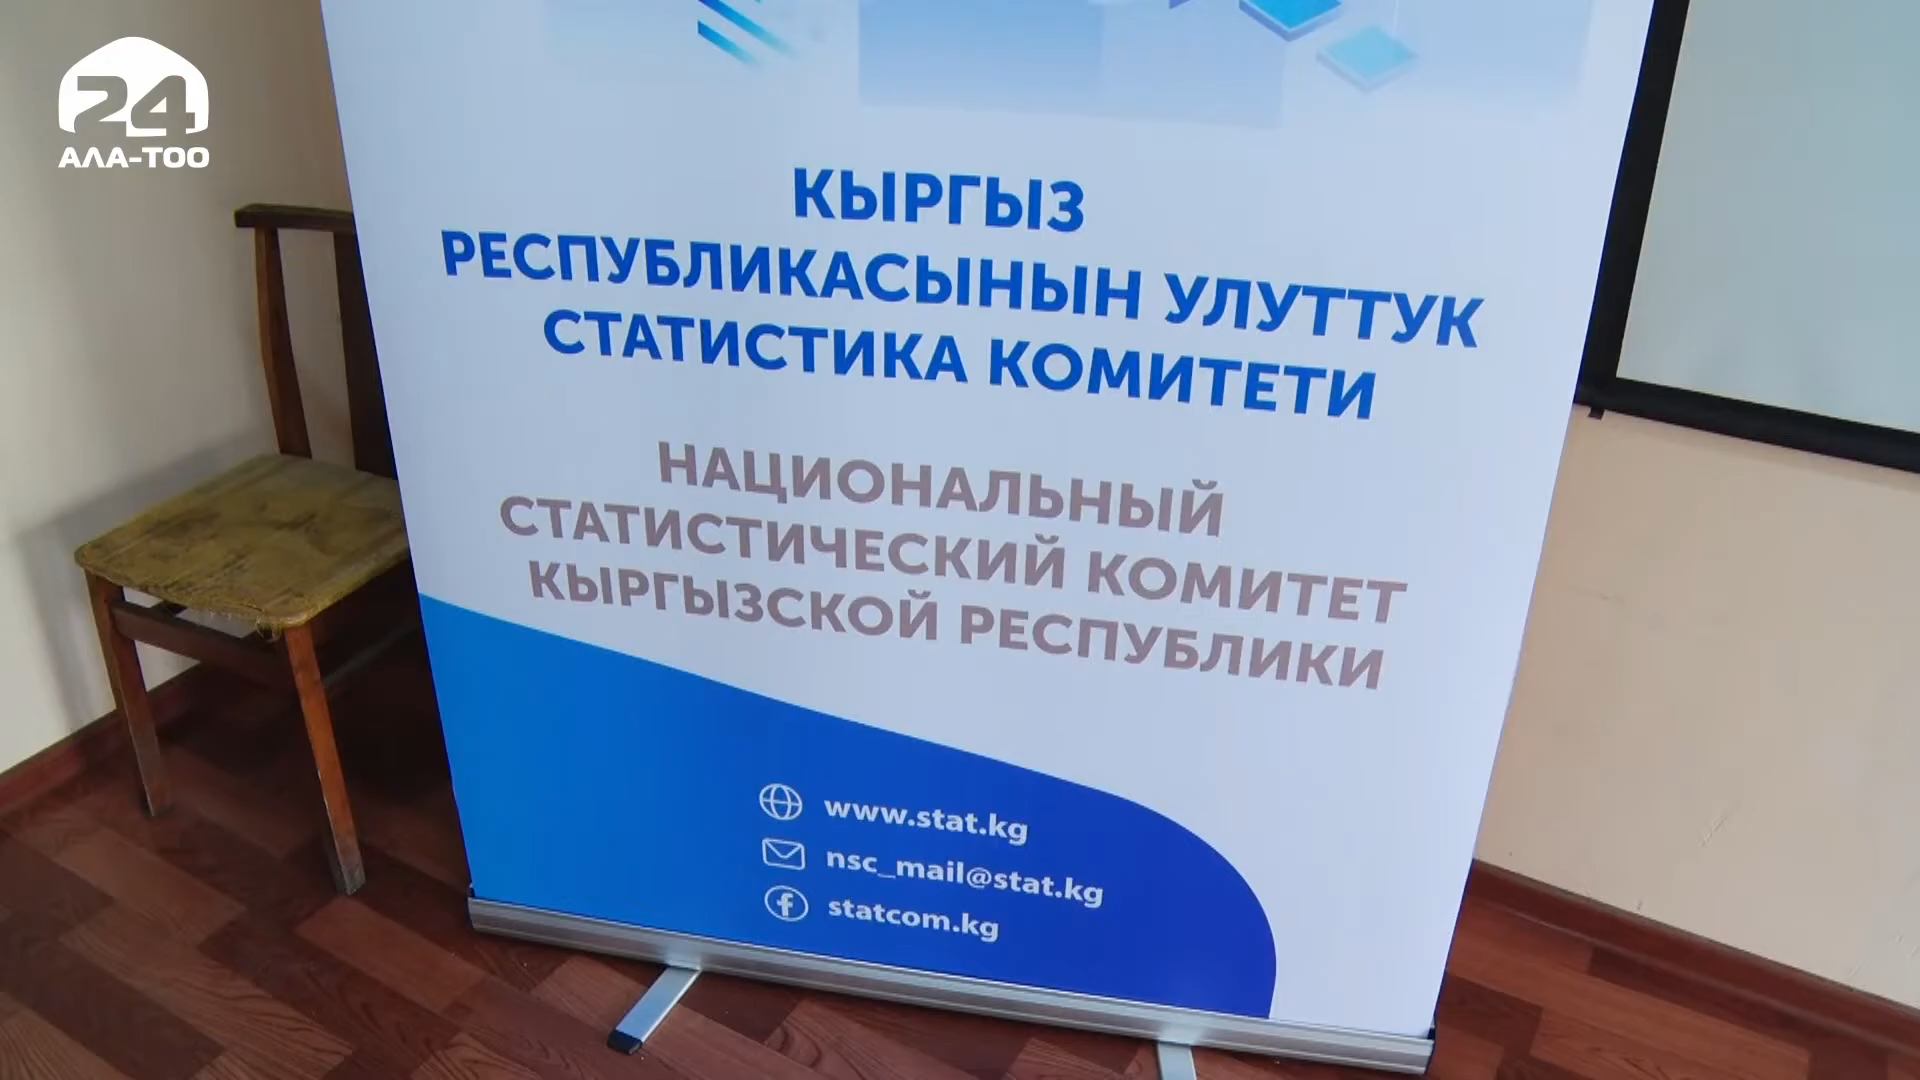 24
АЛА-ТОО
КЫРГЫЗ
РЕСПУБЛИКАСЫНЫН УЛУТТУК
СТАТИСТИКА КОМИТЕТИ
НАЦИОНАЛЬНЫЙ
СТАТИСТИЧЕСКИЙ КОМИТЕТ
КЫРГЫЗСКОЙ РЕСПУБЛИКИ
www.stat.kg
nsc_mail@stat.kg
statcom.kg